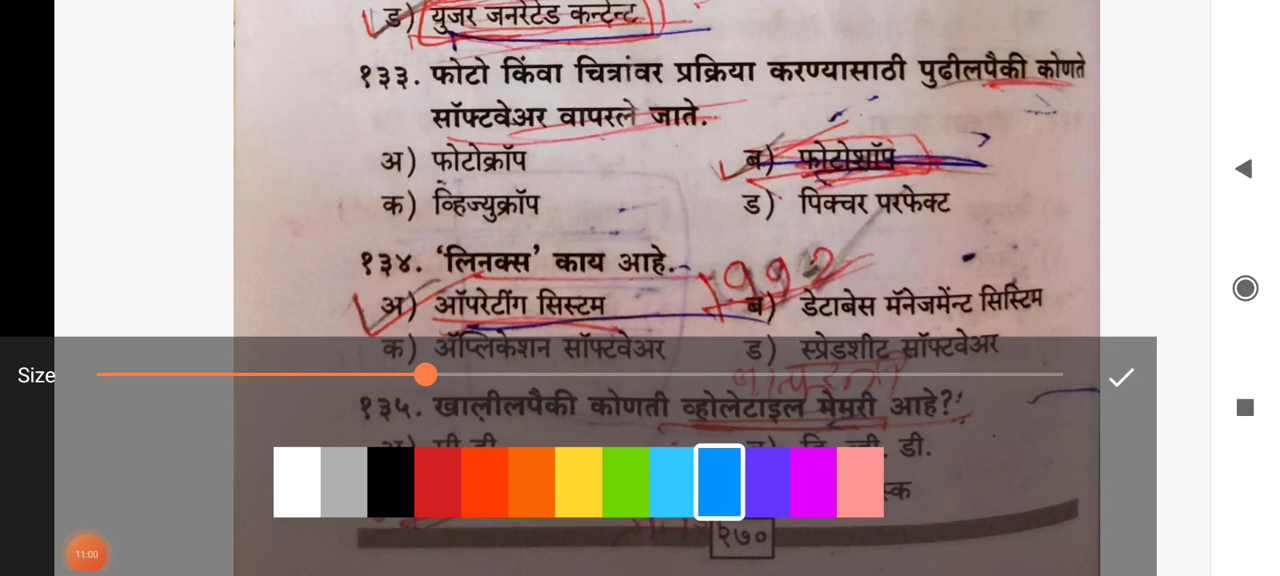 ड) युजर जनरेटेड कन्टेन्ट
१३३. फोटो किंवा चित्रांवर प्रक्रिया करण्यासाठी पुढीलपैकी कोणते
सॉफ्टवेअर वापरले जाते.
अ) फोटोक्रॉप ब) फोटोशॉप
क) व्हिज्युक्रॉप ड) पिक्चर परफेक्ट
१३४. ‘लिनक्स’ काय आहे.
१९९२
अ) ऑपरेटींग सिस्टम ब) डेटाबेस मॅनेजमेंन्ट सिस्टिम
क) ॲप्लिकेशन सॉफ्टवेअर ड) स्प्रेडशीट सॉफ्टवेअर
Size
१३५. खालीलपैकी कोणती व्होलेटाइल मेमरी आहे?
डी.
२७०
11:00